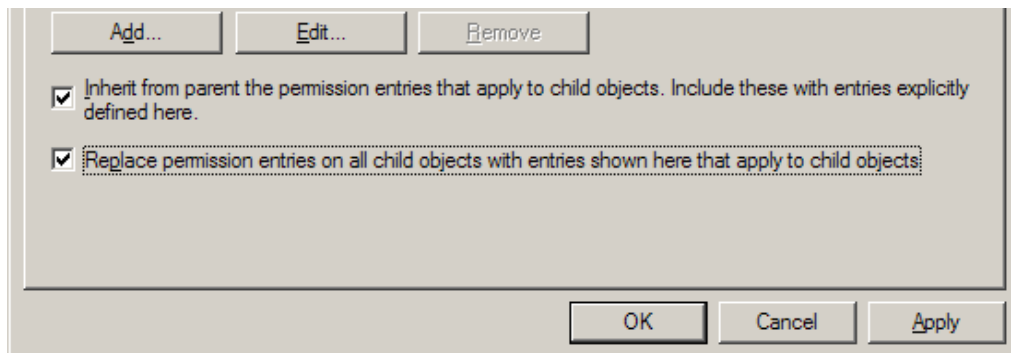 Add... Edit... Remove
Inherit from parent the permission entries that apply to child objects. Include these with entries explicitly
defined here.
Replace permission entries on all child objects with entries shown here that apply to child objects
OK Cancel Apply